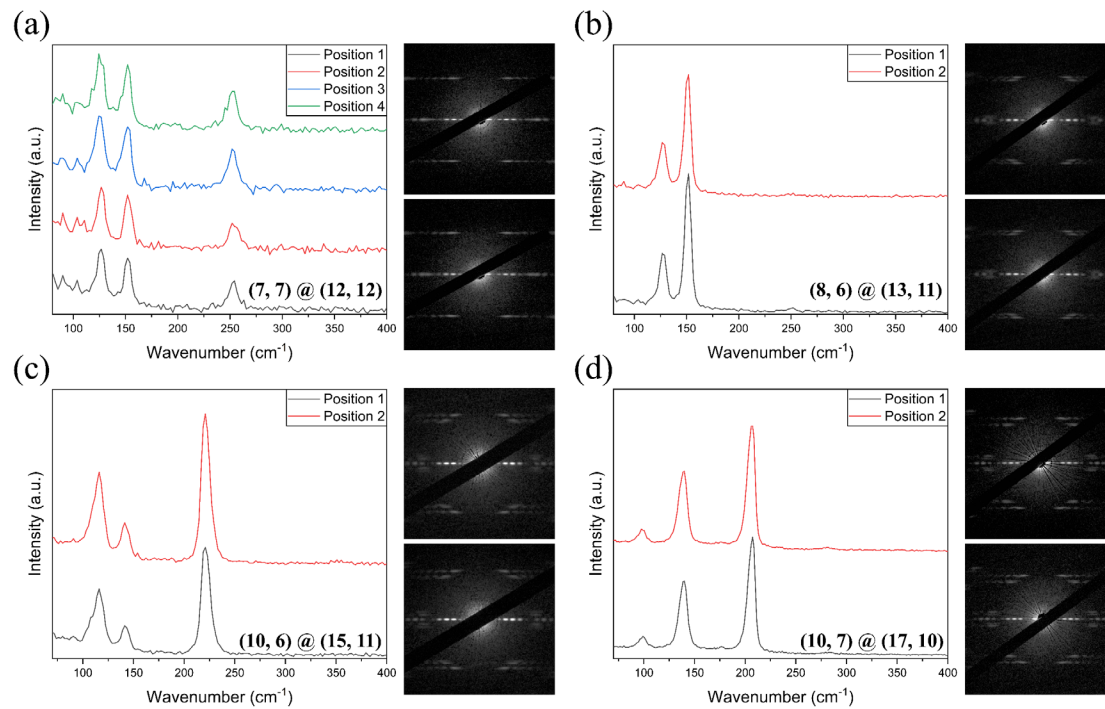 (a)
Position 1
Position 2
Position 3
Position 4
Intensity (a.u.)
(7, 7) @ (12, 12)
100 150 200 250 300 350 400
Wavenumber (cm-1)
(b)
Position 1
Position 2
Intensity (a.u.)
(8, 6) @ (13, 11)
100 150 200 250 300 350 400
Wavenumber (cm-1)
(c)
Position 1
Position 2
Intensity (a.u.)
(10, 6) @ (15, 11)
100 150 200 250 300 350 400
Wavenumber (cm-1)
(d)
Position 1
Position 2
Intensity (a.u.)
(10, 7) @ (17, 10)
100 150 200 250 300 350 400
Wavenumber (cm-1)